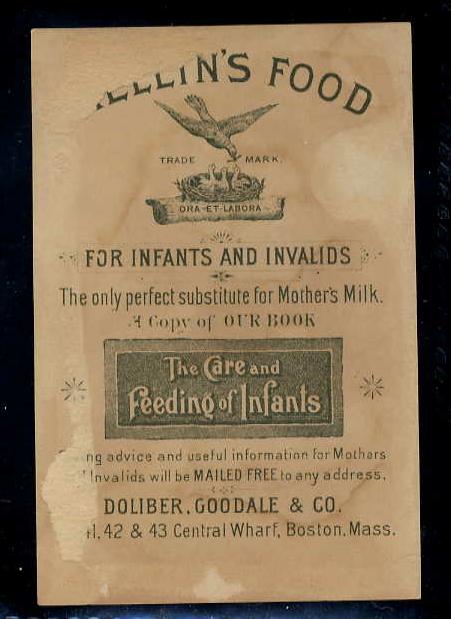 ELLIN'S FOOD
TRADE MARK.
ORA-ET-LABORA
FOR INFANTS AND INVALIDS
The only perfect substitute for Mother's Milk.
A Copy of OUR BOOK
The Care and
Feeding of Infants
ng advice and useful information for Mothers
Invalids will be MAILED FREE to any address.
DOLIBER, GOODALE & CO.
41, 42 & 43 Central Wharf, Boston, Mass.